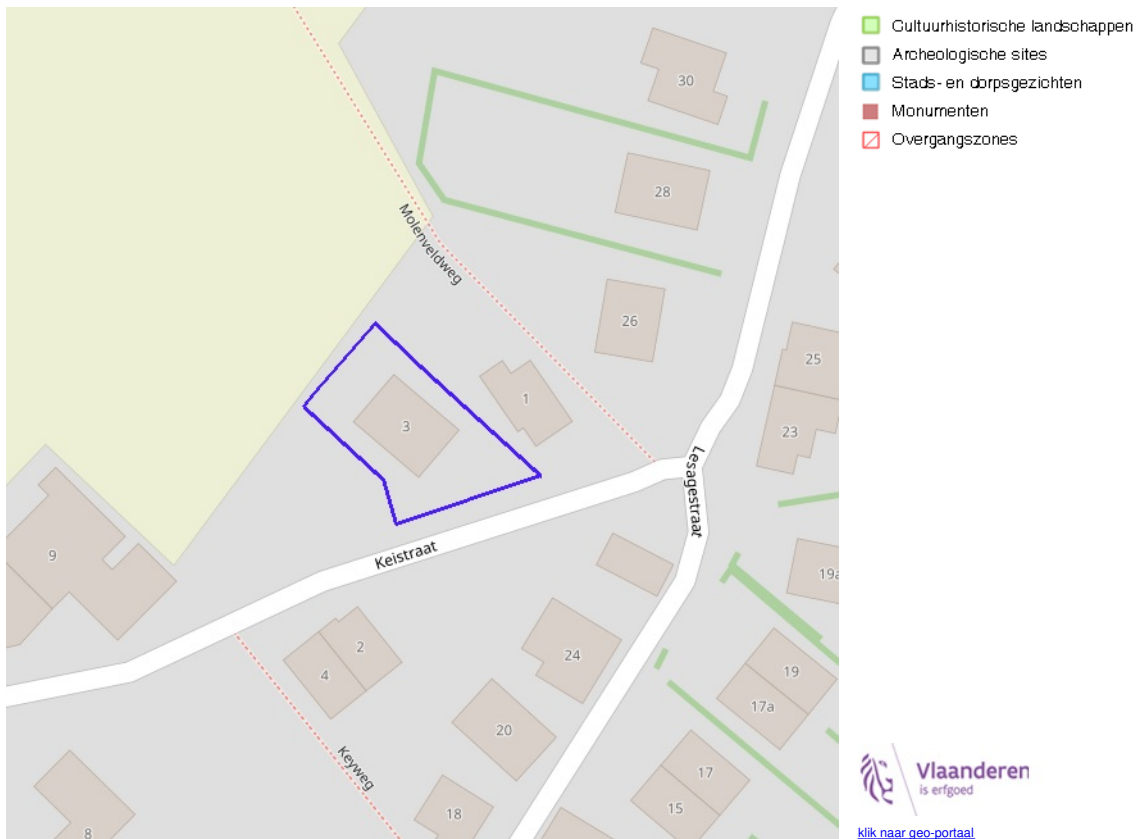 Cultuurhistorische landschappen
Archeologische sites
Stads- en dorpsgezichten
Monumenten
Overgangszones
30
28
Molenveldweg
26
25
1
3
23
Lesagestraat
Keistraat
9
19a
2
24
4
19
17a
20
Keyweg
17
18
15
8
Vlaanderen
is erfgoed
klik naar geo-portaal